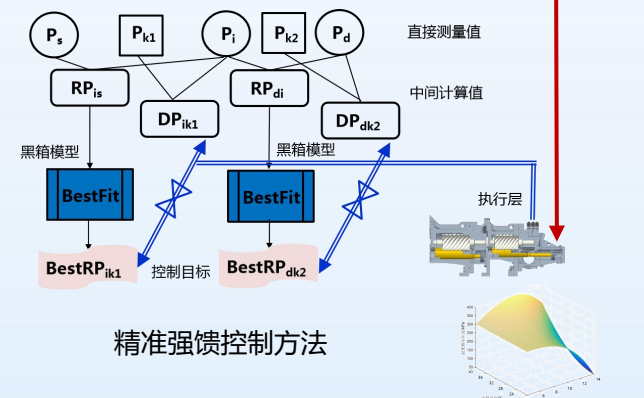 Ps
Pk1
Pi
Pk2
Pd
直接测量值
RPis
RPdi
中间计算值
DPik1
DPdk2
黑箱模型
黑箱模型
BestFit
BestFit
执行层
BestRPik1
控制目标
BestRPdk2
精准强馈控制方法